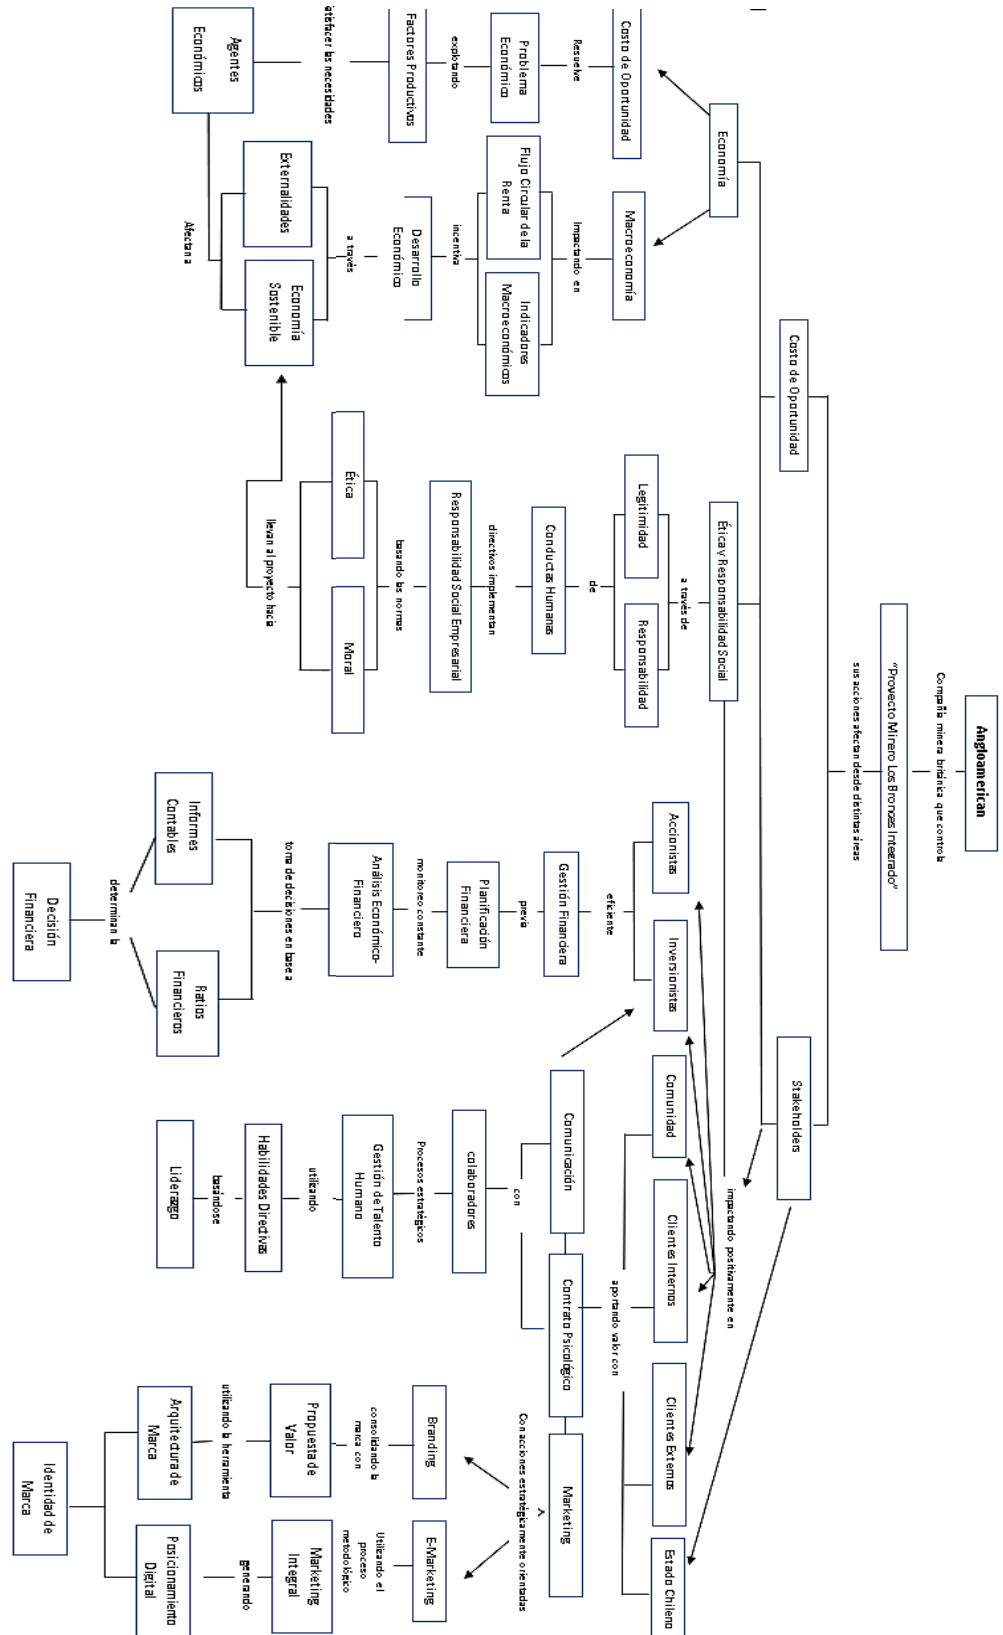 Angloamerican
Compañía minera británica que controla
“Proyecto Minero Los Bronces Integrado”
sus acciones afectan desde distintas áreas
Costo de Oportunidad
Stakeholders
Economía
Ética y Responsabilidad Social
impactando positivamente en
Costo de Oportunidad
Macroeconomía
a través de
Accionistas
Inversionistas
Comunidad
Clientes Internos
Clientes Externos
Estado Chileno
Resuelve
Impactando en
Legitimidad
Responsabilidad
eficiente
aportando valor con
Problema
Económico
Flujo Circular de la
Renta
Indicadores
Macroeconómicos
de
Conductas Humanas
Gestión Financiera
Comunicación
Contrato Psicológico
Marketing
explotando
incentiva
directivos implementan
previa
con
Con acciones estratégicamente orientadas
Factores Productivos
Desarrollo
Económico
Responsabilidad Social Empresarial
Planificación
Financiera
colaboradores
Branding
E-Marketing
atisfacer las necesidades
a través
basando las normas
monitoreo constante
Procesos estratégicos
consolidando la
marca con
Utilizando el
proceso
metodológico
Agentes
Económicos
Externalidades
Economía
Sostenible
Ética
Moral
Análisis Económico-
Financiero
Gestión de Talento
Humano
Propuesta de
Valor
Marketing
Integral
Afectan a
llevan al proyecto hacia
toma de decisiones en base a
utilizando
utilizando la herramienta
generando
Informes
Contables
Ratios
Financieros
Habilidades Directivas
Arquitectura de
Marca
Posicionamiento
Digital
determinan la
basándose
Decisión
Financiera
Liderazgo
Identidad de
Marca